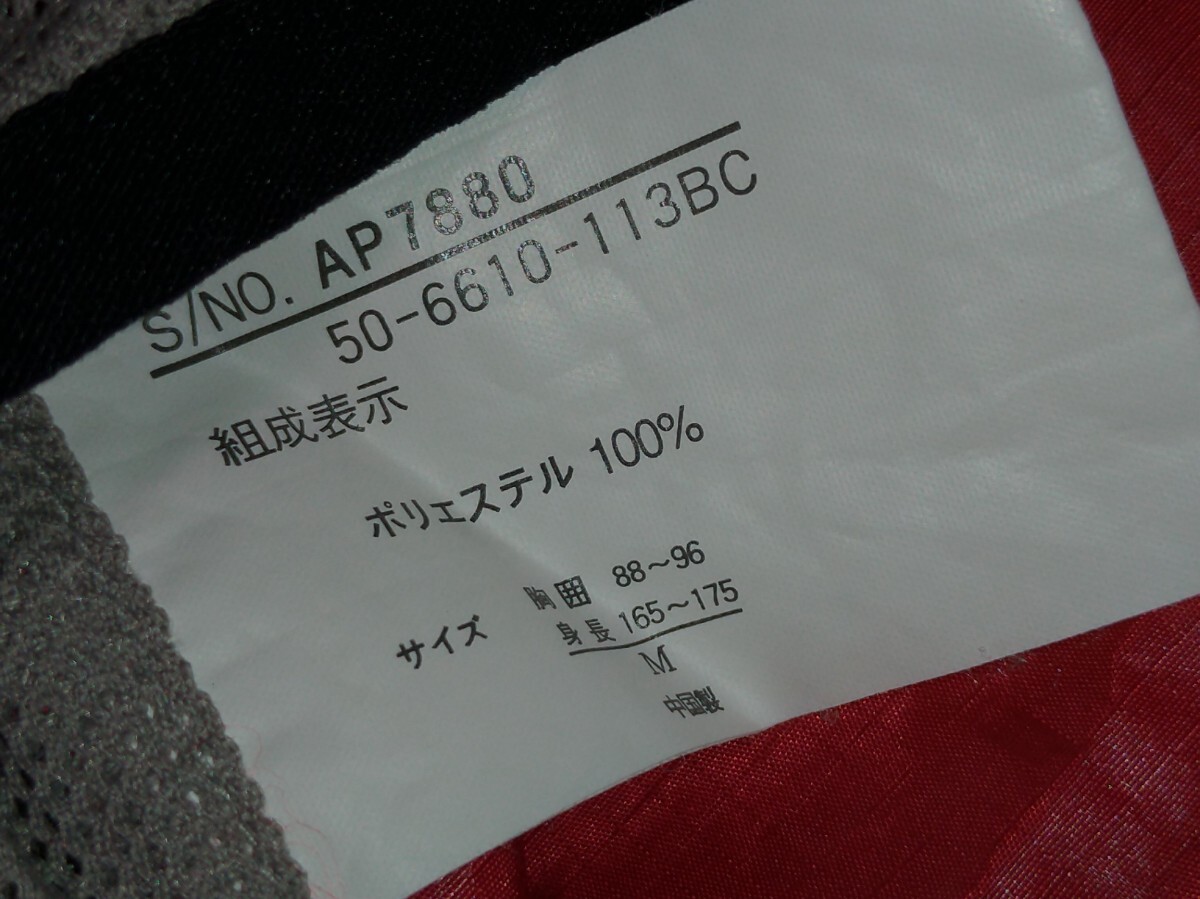 S/NO. AP7880
50-6610-113BC
組成表示
ポリェステル 100%
サイズ 胸囲 88〜96
身長 165〜175
M
中国製